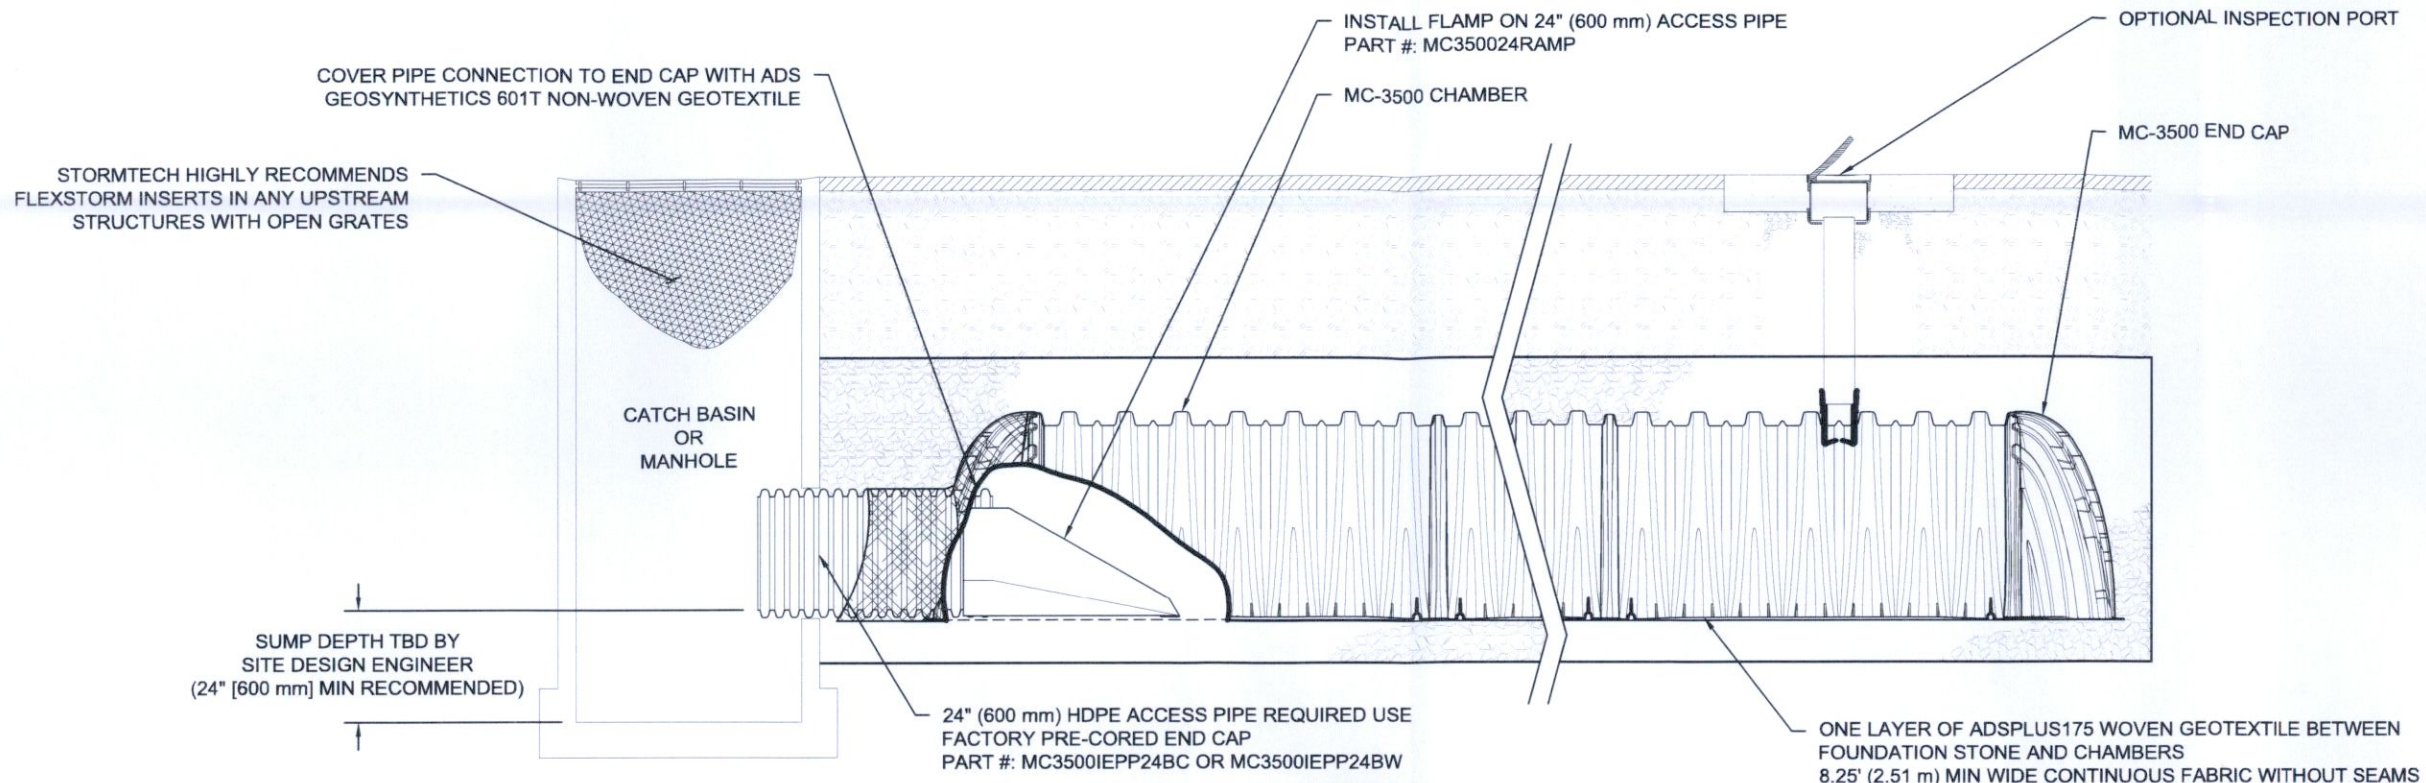 INSTALL FLAMP ON 24" (600 mm) ACCESS PIPE
PART #: MC350024RAMP
OPTIONAL INSPECTION PORT
COVER PIPE CONNECTION TO END CAP WITH ADS
GEOSYNTHETICS 601T NON-WOVEN GEOTEXTILE
MC-3500 CHAMBER
MC-3500 END CAP
STORMTECH HIGHLY RECOMMENDS
FLEXSTORM INSERTS IN ANY UPSTREAM
STRUCTURES WITH OPEN GRATES
CATCH BASIN
OR
MANHOLE
SUMP DEPTH TBD BY
SITE DESIGN ENGINEER
(24" [600 mm] MIN RECOMMENDED)
24" (600 mm) HDPE ACCESS PIPE REQUIRED USE
FACTORY PRE-CORED END CAP
PART #: MC3500IEPP24BC OR MC3500IEPP24BW
ONE LAYER OF ADSPLUS175 WOVEN GEOTEXTILE BETWEEN
FOUNDATION STONE AND CHAMBERS
8.25' (2.51 m) MIN WIDE CONTINUOUS FABRIC WITHOUT SEAMS